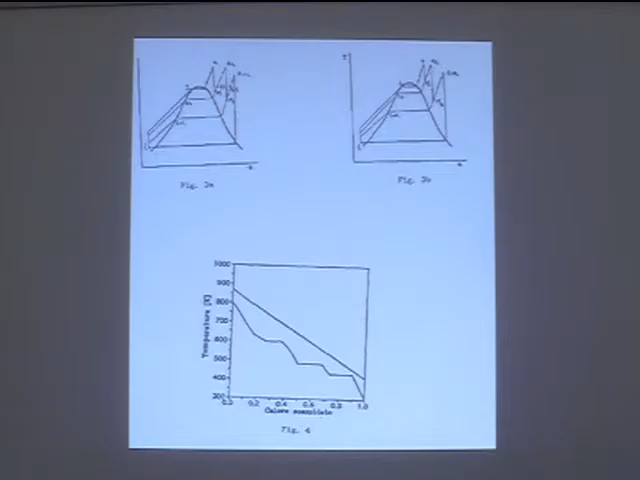 T
Fig. 3a
Fig. 3b
1000
900
800
700
600
500
400
300
Temperature [K]
0.0 0.2 0.4 0.6 0.8 1.0
Calore scambiato
Fig. 4